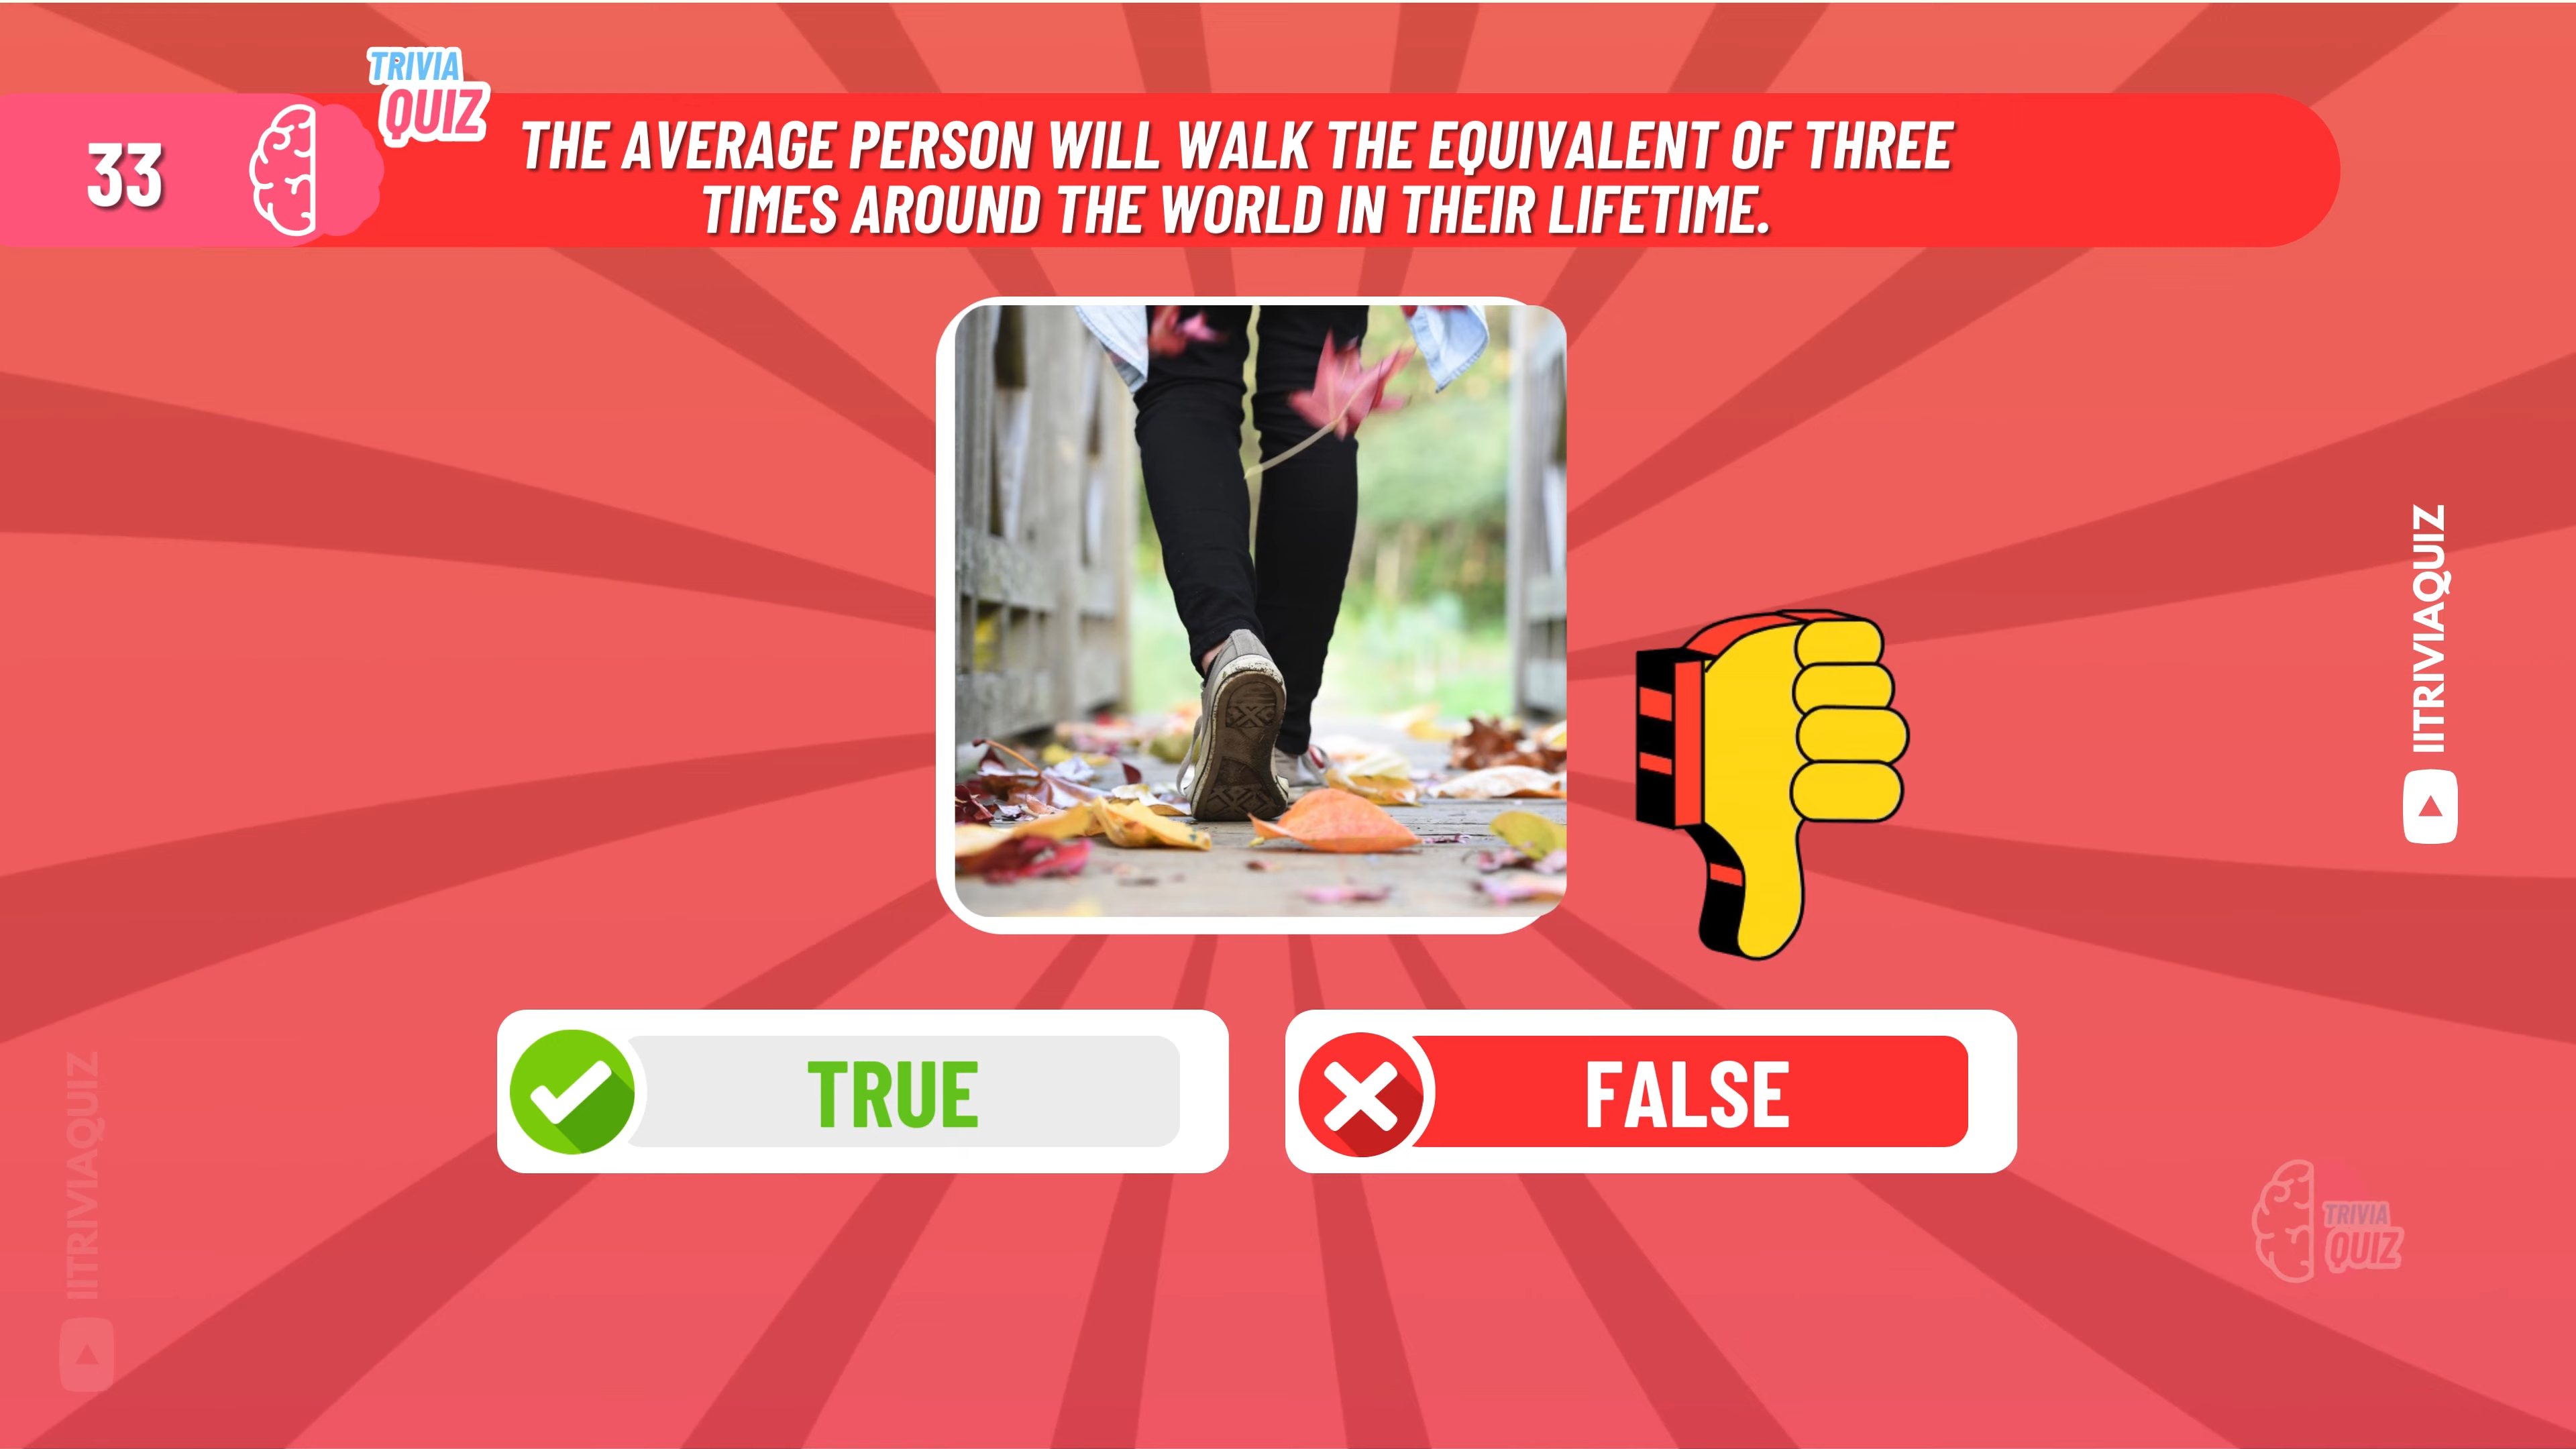 TRIVIA
QUIZ
33
THE AVERAGE PERSON WILL WALK THE EQUIVALENT OF THREE
TIMES AROUND THE WORLD IN THEIR LIFETIME.
IITRIVIAQUIZ
TRUE
FALSE
IITRIVIAQUIZ
TRIVIA
QUIZ